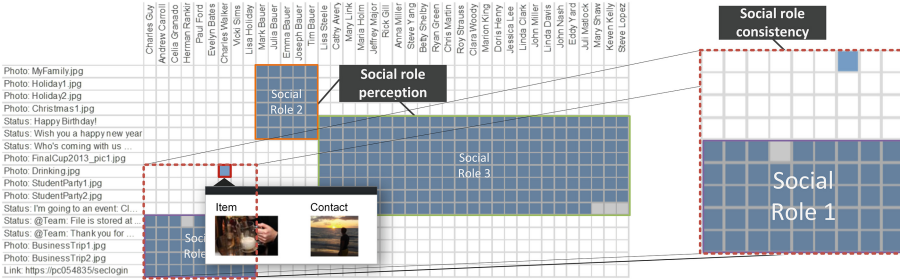 Charles Guy
Andrew Carroll
Celia Granado
Herman Rankir
Paul Ford
Evelyn Bates
Charles Walker
Vicki Sims
Lisa Holiday
Mark Bauer
Julia Bauer
Emma Bauer
Joseph Bauer
Tim Bauer
Lisa Steele
Cathy Avery
Mary Link
Maria Holm
Jeffrey Major
Rick Gill
Anna Miller
Steve Yang
Betty Shelby
Ryan Green
Chris Martin
Roy Strauss
Clara Woody
Marion King
Doris Henry
Jessica Lee
Linda Clark
John Miller
Linda Davis
John Nash
Eddy Yard
Juli Matlock
Mary Shaw
Keven Kelly
Steve Lopez
Social role
consistency
Photo: MyFamily.jpg
Photo: Holiday1.jpg
Photo: Holiday2.jpg
Photo: Christmas1.jpg
Status: Happy Birthday!
Status: Wish you a happy new year
Status: Who's coming with us ...
Photo: FinalCup2013_pic1.jpg
Photo: Drinking.jpg
Photo: StudentParty1.jpg
Photo: StudentParty2.jpg
Status: I'm going to an event: Cl...
Status: @Team: File is stored at ...
Status: @Team: Thank you for ...
Photo: BusinessTrip1.jpg
Photo: BusinessTrip2.jpg
Link: https://pc054835/seclogin
Social
Role 2
Social role
perception
Social
Role 3
Item
Contact
Social
Role 1